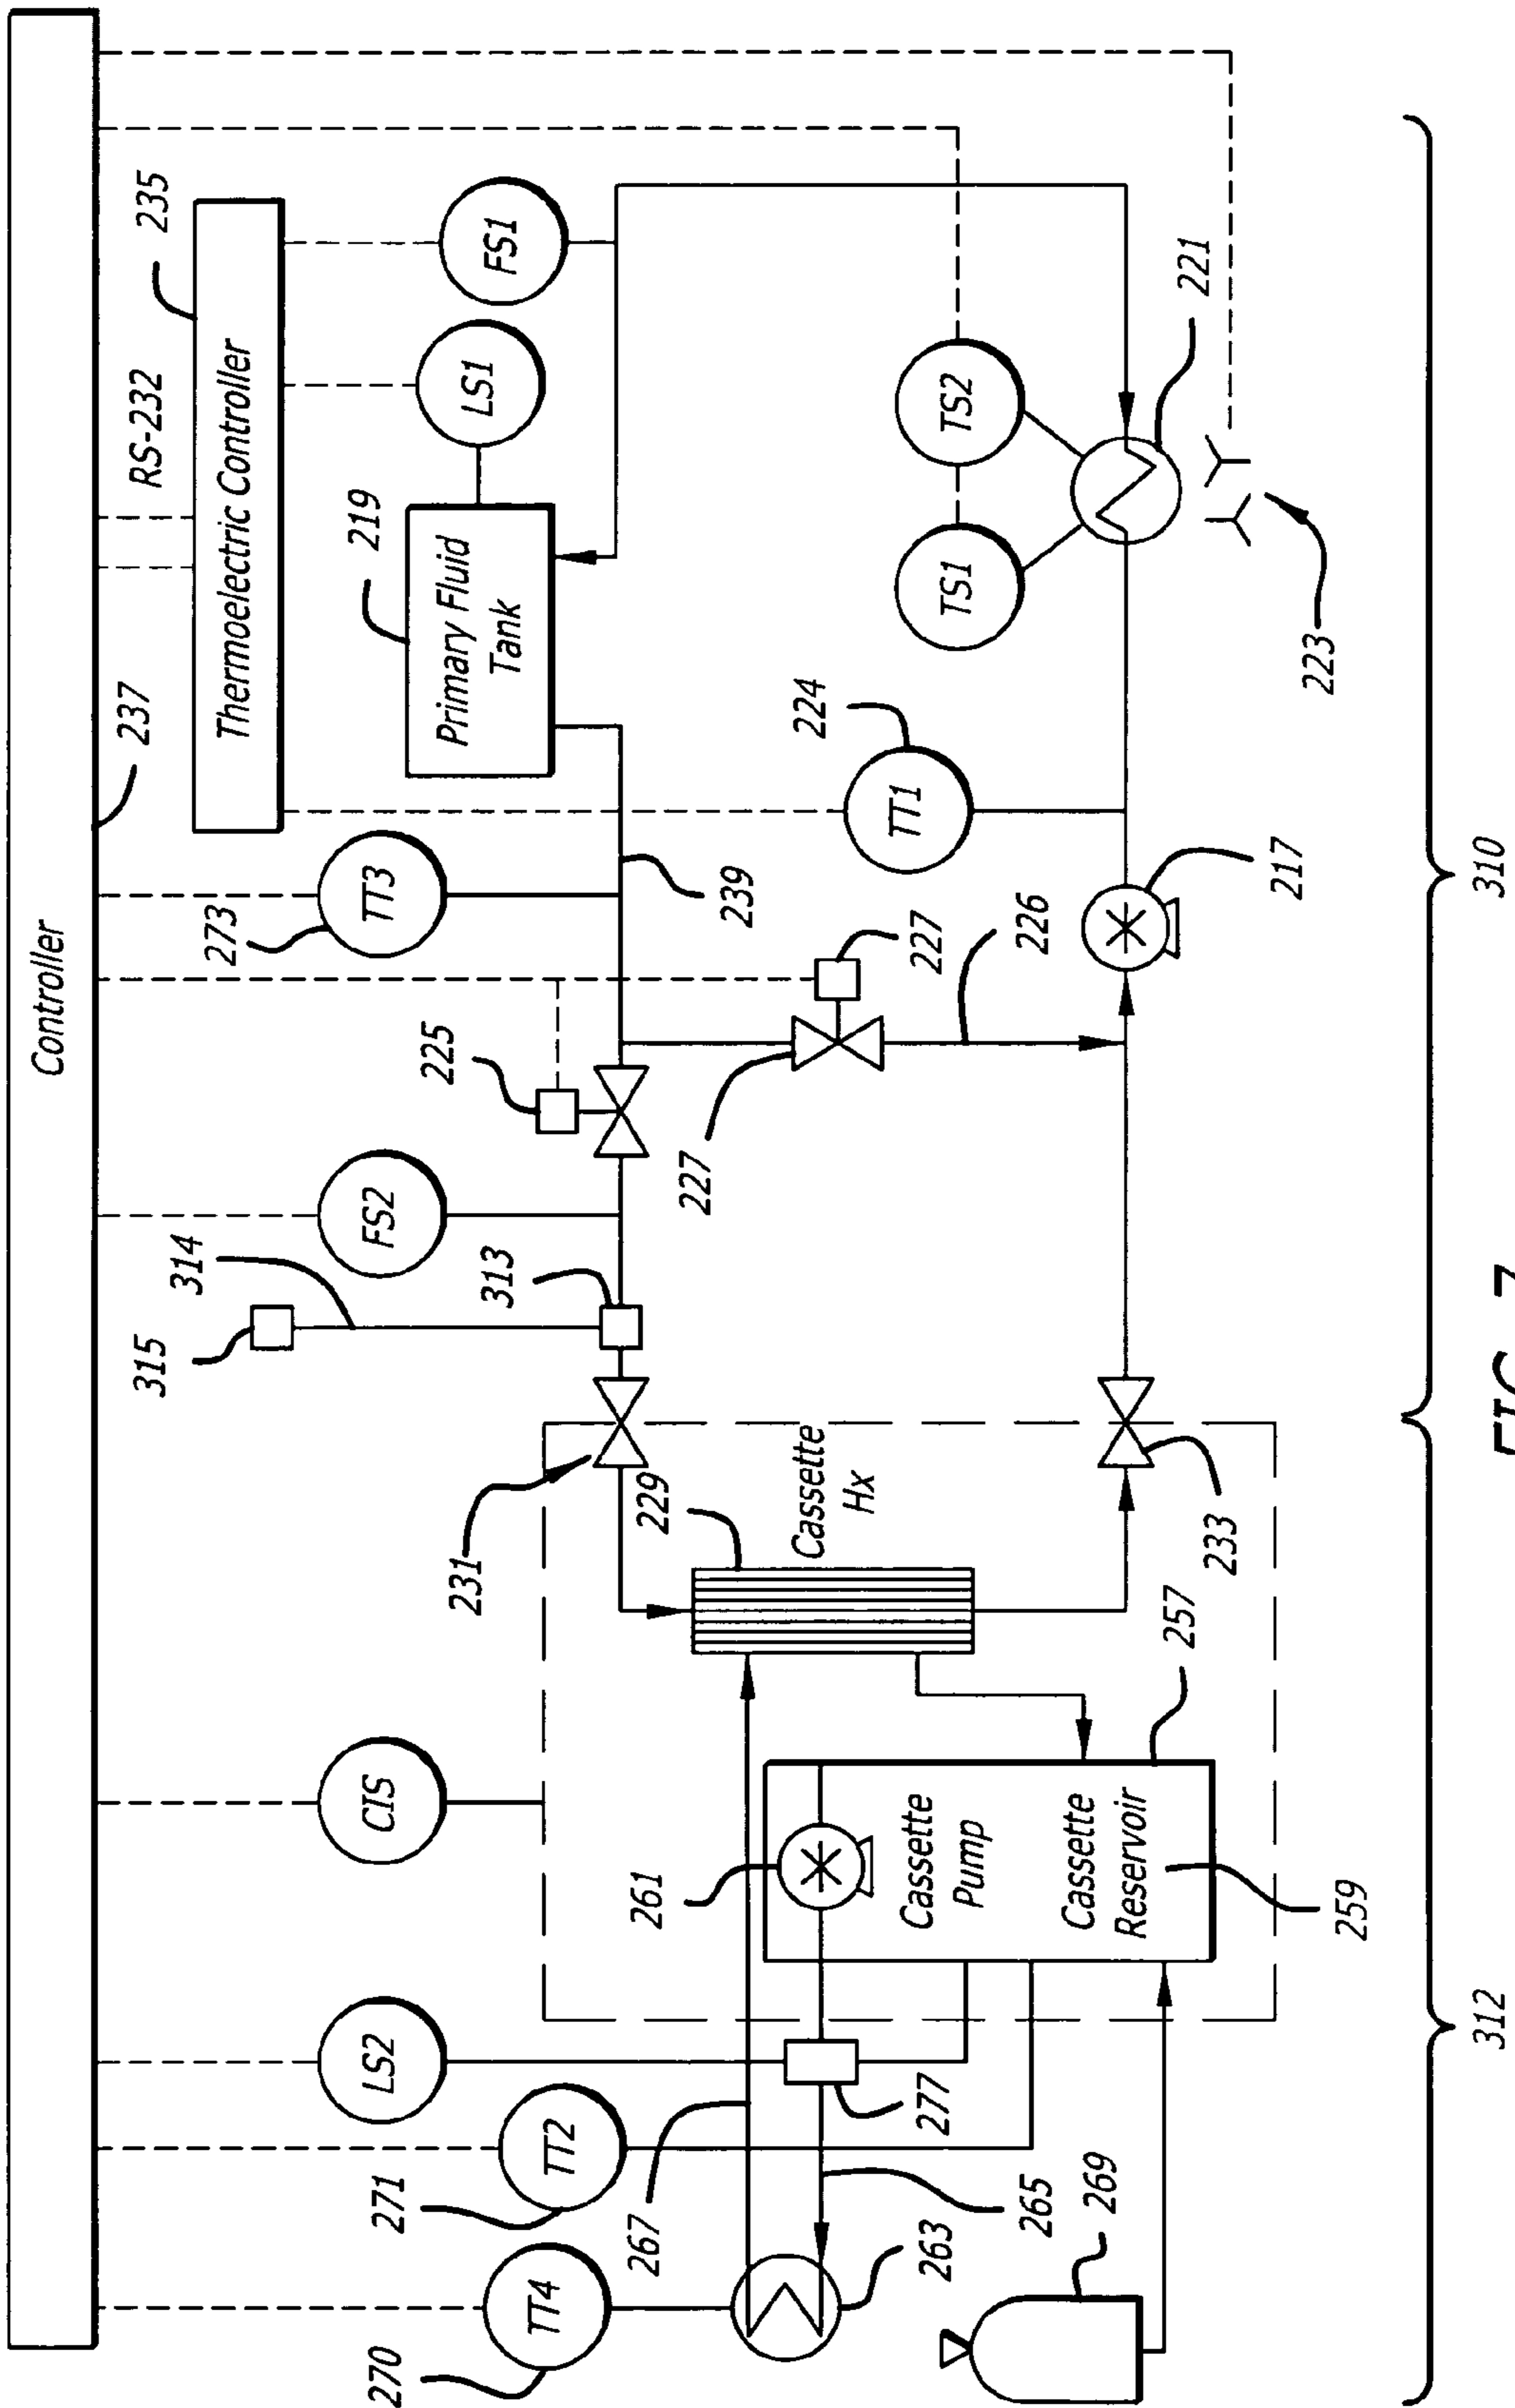 Controller
237
RS-232
235
Thermoelectric Controller
315
314
273
TT3
FS2
CIS
LS2
TT2
271
TT4
270
LS1
FS1
219
Primary Fluid
Tank
225
313
239
231
229
Cassette
Hx
227
227
226
224
TT1
TS1
TS2
221
223
217
233
257
261
Cassette
Pump
Cassette
Reservoir
259
267
277
265
263
269
312
310
FIG. 7